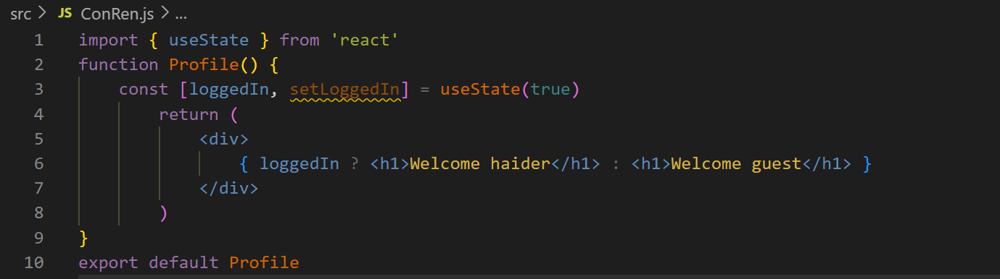 src > JS ConRen.js > ...
1 import { useState } from 'react'
2 function Profile() {
3     const [loggedIn, setLoggedIn] = useState(true)
4         return (
5             <div>
6                 { loggedIn ? <h1>Welcome haider</h1> : <h1>Welcome guest</h1> }
7             </div>
8         )
9 }
10 export default Profile